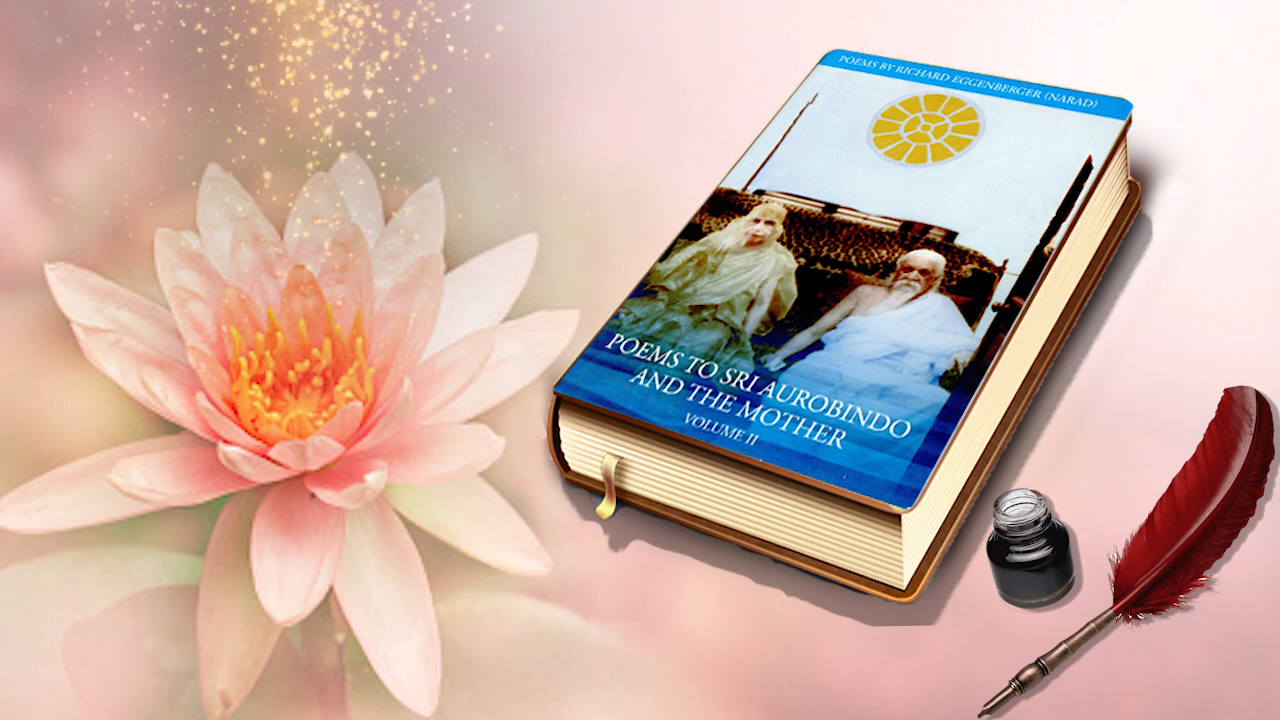 POEMS BY RICHARD EGGENBERGER (NARAD)
POEMS TO SRI AUROBINDO
AND THE MOTHER
VOLUME II